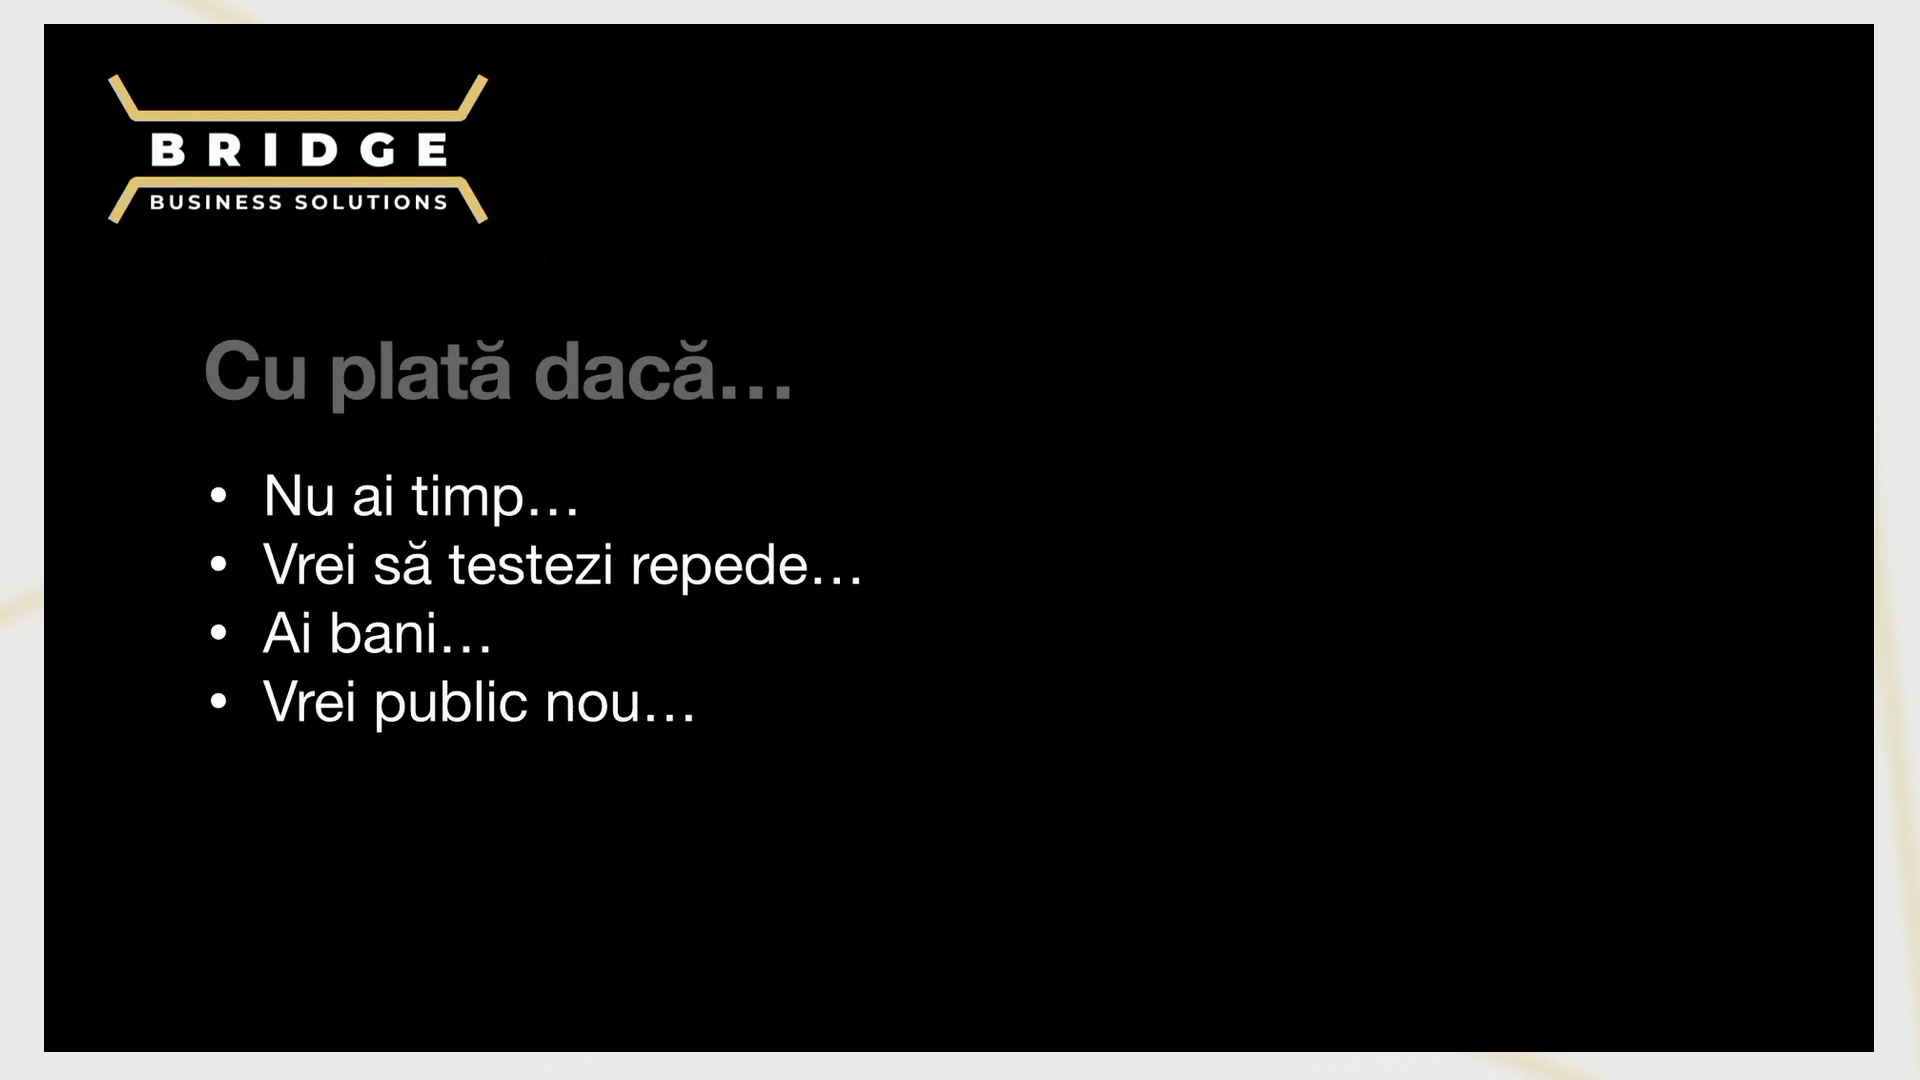 BRIDGE
BUSINESS SOLUTIONS
Cu plată dacă…
• Nu ai timp…
• Vrei să testezi repede…
• Ai bani…
• Vrei public nou…